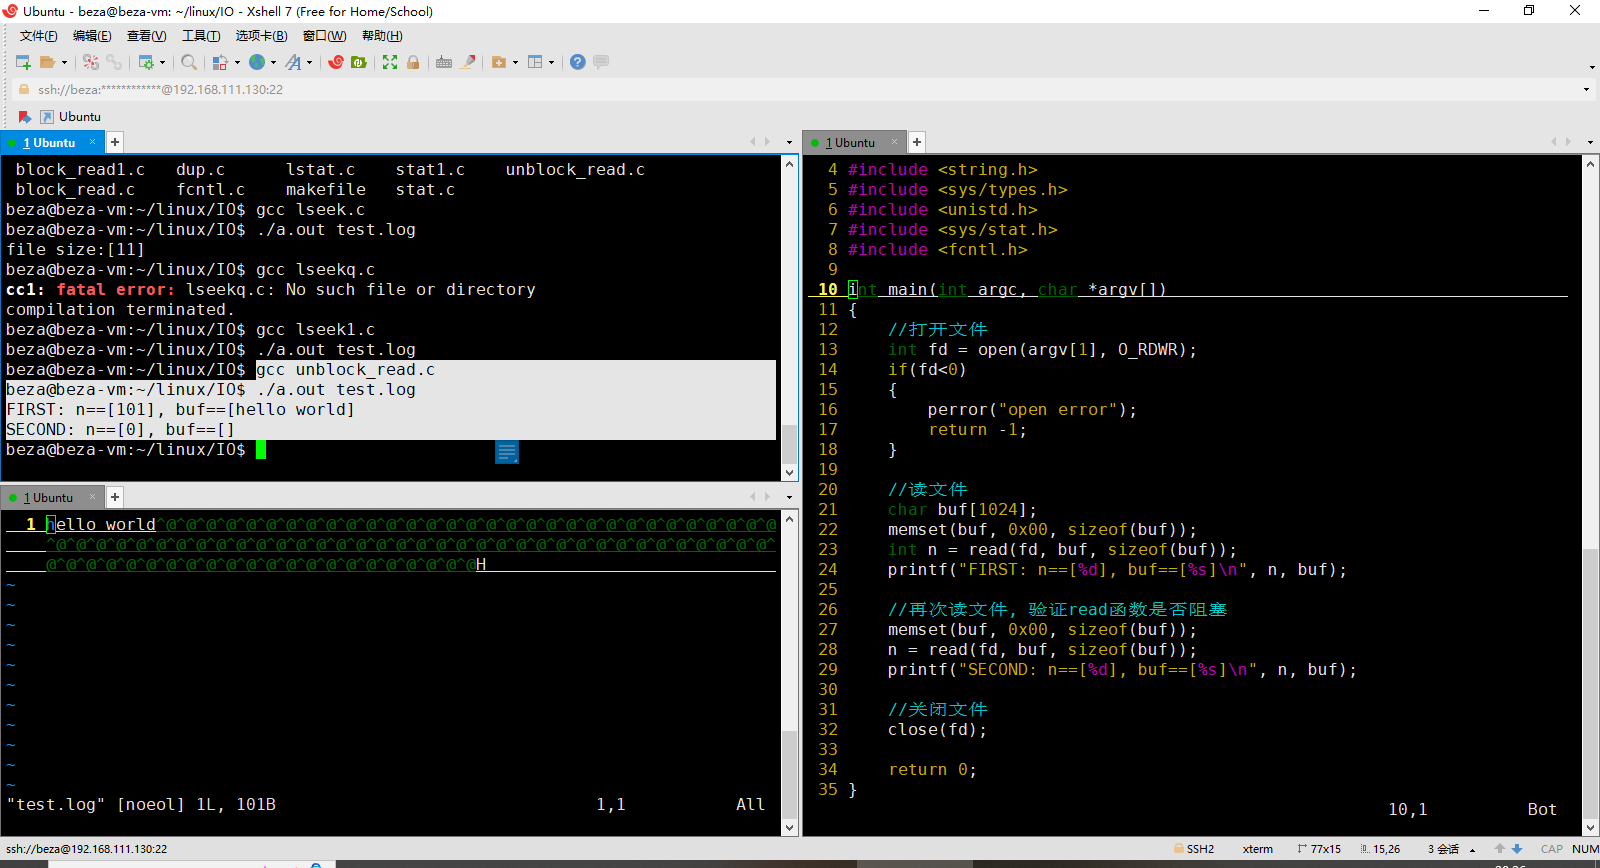 Ubuntu - beza@beza-vm: ~/linux/IO - Xshell 7 (Free for Home/School)
文件(F) 编辑(E) 查看(V) 工具(T) 选项卡(B) 窗口(W) 帮助(H)
ssh://beza:************@192.168.111.130:22
Ubuntu
1 Ubuntu × +
block_read1.c dup.c lstat.c stat1.c unblock_read.c
block_read.c fcntl.c makefile stat.c
beza@beza-vm:~/linux/IO$ gcc lseek.c
beza@beza-vm:~/linux/IO$ ./a.out test.log
file size:[11]
beza@beza-vm:~/linux/IO$ gcc lseekq.c
cc1: fatal error: lseekq.c: No such file or directory
compilation terminated.
beza@beza-vm:~/linux/IO$ gcc lseek1.c
beza@beza-vm:~/linux/IO$ ./a.out test.log
beza@beza-vm:~/linux/IO$ gcc unblock_read.c
beza@beza-vm:~/linux/IO$ ./a.out test.log
FIRST: n==[101], buf==[hello world]
SECOND: n==[0], buf==[]
beza@beza-vm:~/linux/IO$
1 Ubuntu × +
1 hello world^@^@^@^@^@^@^@^@^@^@^@^@^@^@^@^@^@^@^@^@^@^@^@^@^@^@^@^@^@^@^@
^@^@^@^@^@^@^@^@^@^@^@^@^@^@^@^@^@^@^@^@^@^@^@^@^@^@^@^@^@^@^@^@^@^@^@^@^
@^@^@^@^@^@^@^@^@^@^@^@^@^@^@^@^@^@^@^@^@^@H
~
~
~
~
~
~
~
~
~
~
~
"test.log" [noeol] 1L, 101B 1,1 All
1 Ubuntu × +
4 #include <string.h>
5 #include <sys/types.h>
6 #include <unistd.h>
7 #include <sys/stat.h>
8 #include <fcntl.h>
9
10 int main(int argc, char *argv[])
11 {
12 //打开文件
13 int fd = open(argv[1], O_RDWR);
14 if(fd<0)
15 {
16 perror("open error");
17 return -1;
18 }
19
20 //读文件
21 char buf[1024];
22 memset(buf, 0x00, sizeof(buf));
23 int n = read(fd, buf, sizeof(buf));
24 printf("FIRST: n==[%d], buf==[%s]\n", n, buf);
25
26 //再次读文件, 验证read函数是否阻塞
27 memset(buf, 0x00, sizeof(buf));
28 n = read(fd, buf, sizeof(buf));
29 printf("SECOND: n==[%d], buf==[%s]\n", n, buf);
30
31 //关闭文件
32 close(fd);
33
34 return 0;
35 }
10,1 Bot
ssh://beza@192.168.111.130:22 SSH2 xterm 77x15 15,26 3 会话 CAP NUM